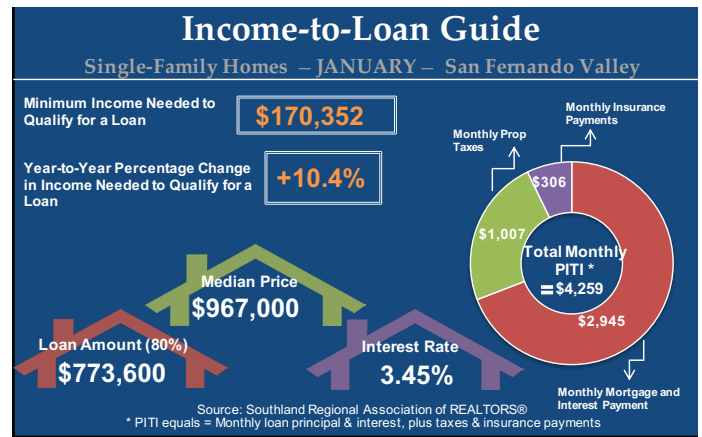 Income-to-Loan Guide
Single-Family Homes – JANUARY – San Fernando Valley
Minimum Income Needed to
Qualify for a Loan
$170,352
Year-to-Year Percentage Change
in Income Needed to Qualify for a
Loan
+10.4%
Monthly Insurance
Payments
Monthly Prop
Taxes
$306
$1,007
Total Monthly
PITI *
= $4,259
$2,945
Monthly Mortgage and
Interest Payment
Median Price
$967,000
Loan Amount (80%)
$773,600
Interest Rate
3.45%
Source: Southland Regional Association of REALTORS®
* PITI equals = Monthly loan principal & interest, plus taxes & insurance payments